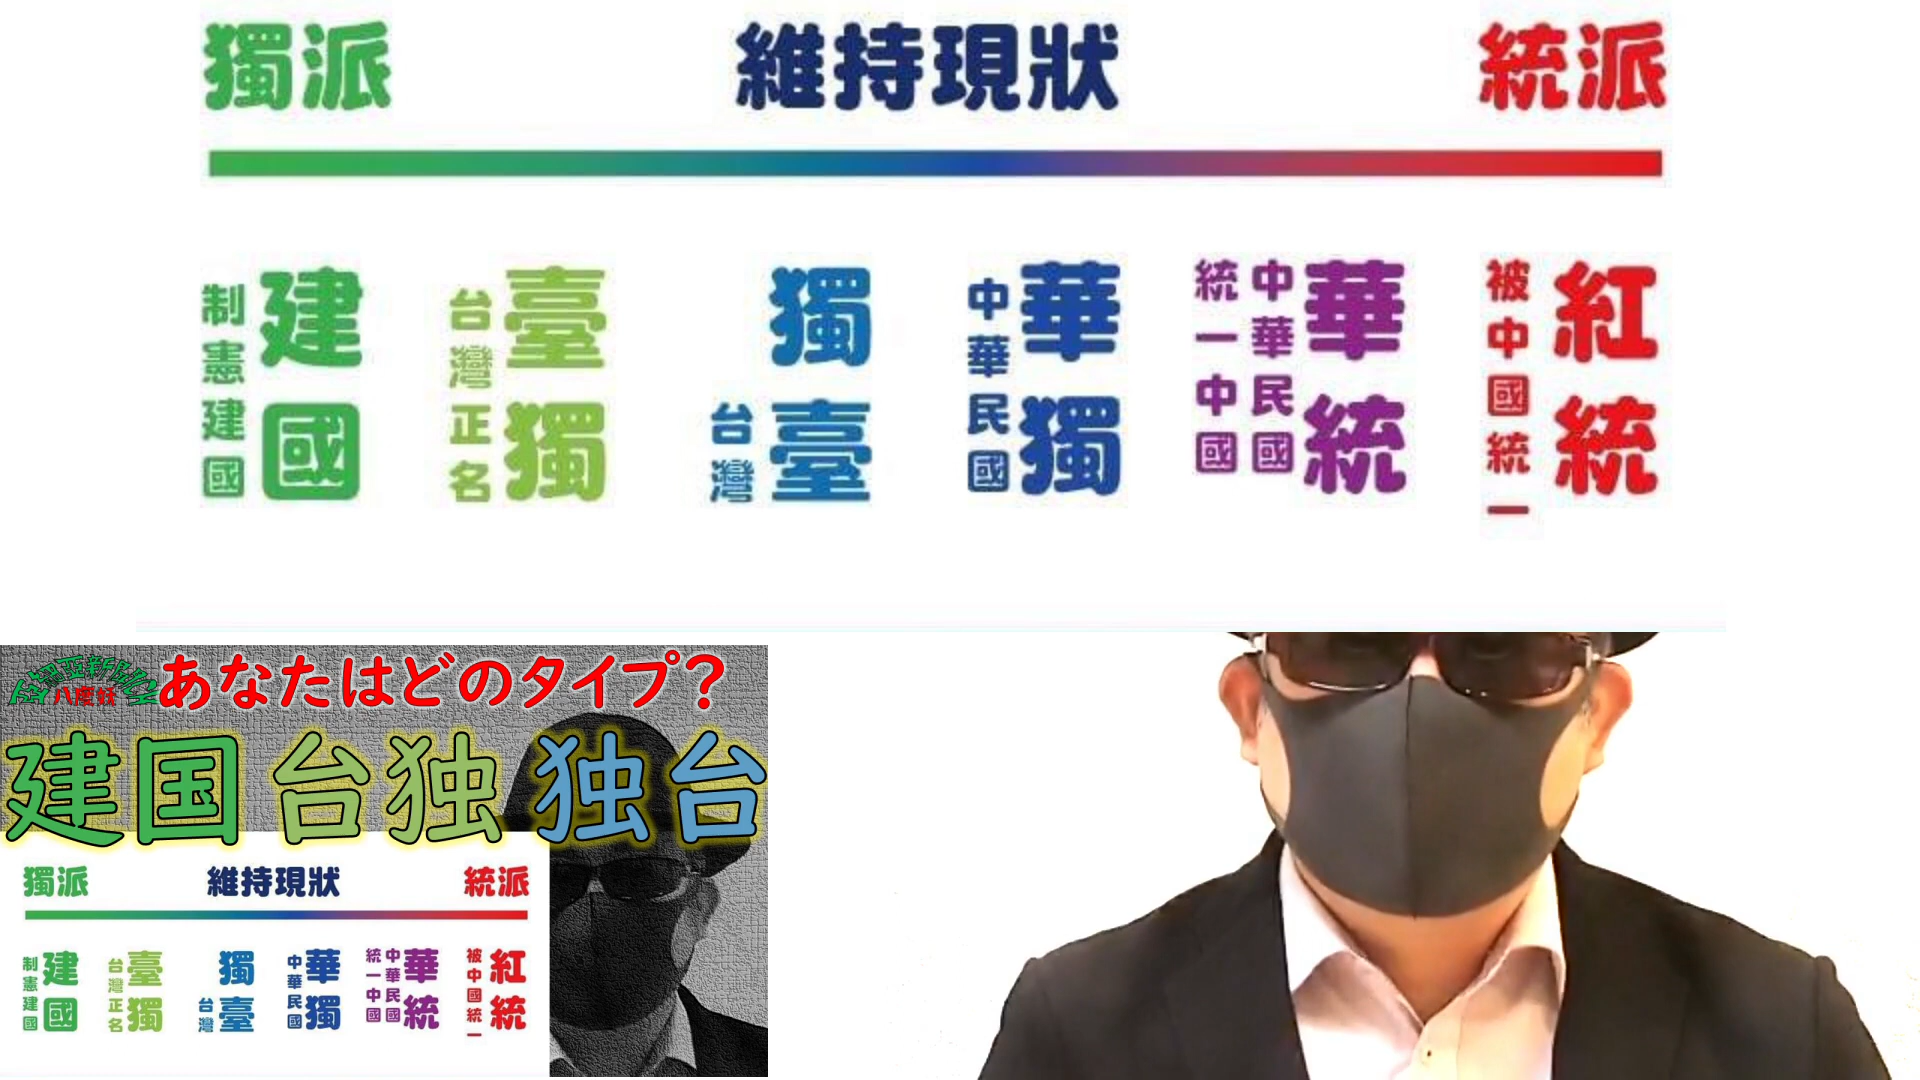 獨派 維持現狀 統派
制憲建國 建國
台灣正名 臺獨
台灣 獨臺
中華民國 華獨
中華民國統一中國 華統
被中國統一 紅統
あなたはどのタイプ？
八度妖
建国 台独 独台
獨派 維持現狀 統派
制憲建國 建國
台灣正名 臺獨
台灣 獨臺
中華民國 華獨
中華民國統一中國 華統
被中國統一 紅統